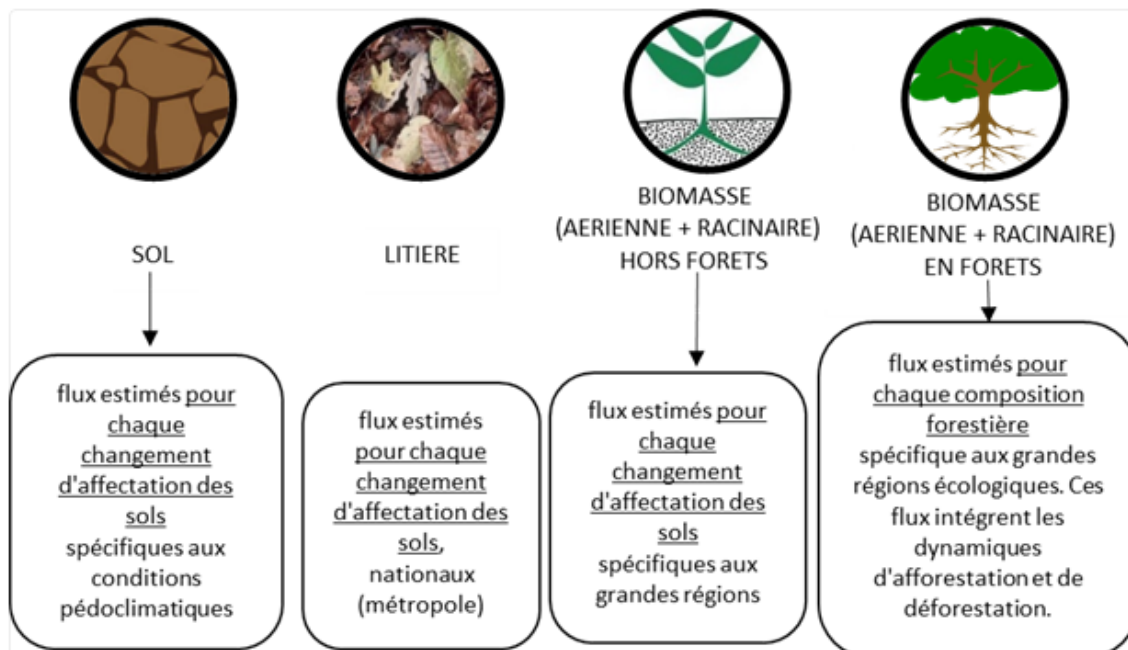 SOL
flux estimés pour
chaque
changement
d'affectation des
sols
spécifiques aux
conditions
pédoclimatiques
LITIERE
flux estimés
pour chaque
changement
d'affectation des
sols,
nationaux
(métropole)
BIOMASSE
(AERIENNE + RACINAIRE)
HORS FORETS
flux estimés pour
chaque
changement
d'affectation des
sols
spécifiques aux
grandes régions
BIOMASSE
(AERIENNE + RACINAIRE)
EN FORETS
flux estimés pour
chaque composition
forestière
spécifique aux grandes
régions écologiques. Ces
flux intégrent les
dynamiques
d'afforestation et de
déforestation.